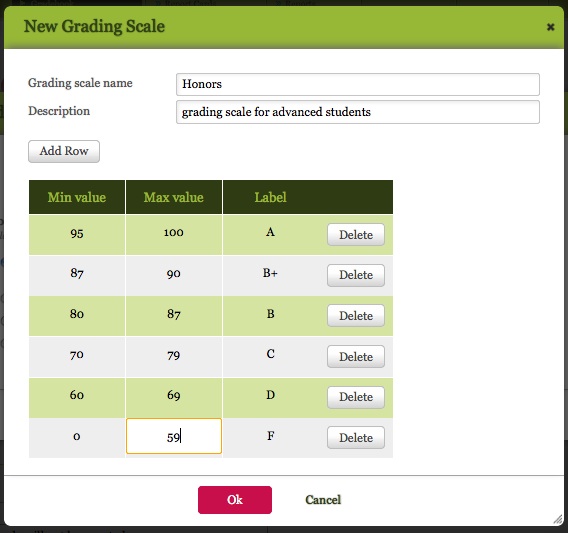 New Grading Scale
Grading scale name Honors
Description grading scale for advanced students
Add Row
Min value Max value Label
95 100 A Delete
87 90 B+ Delete
80 87 B Delete
70 79 C Delete
60 69 D Delete
0 59 F Delete
Ok Cancel